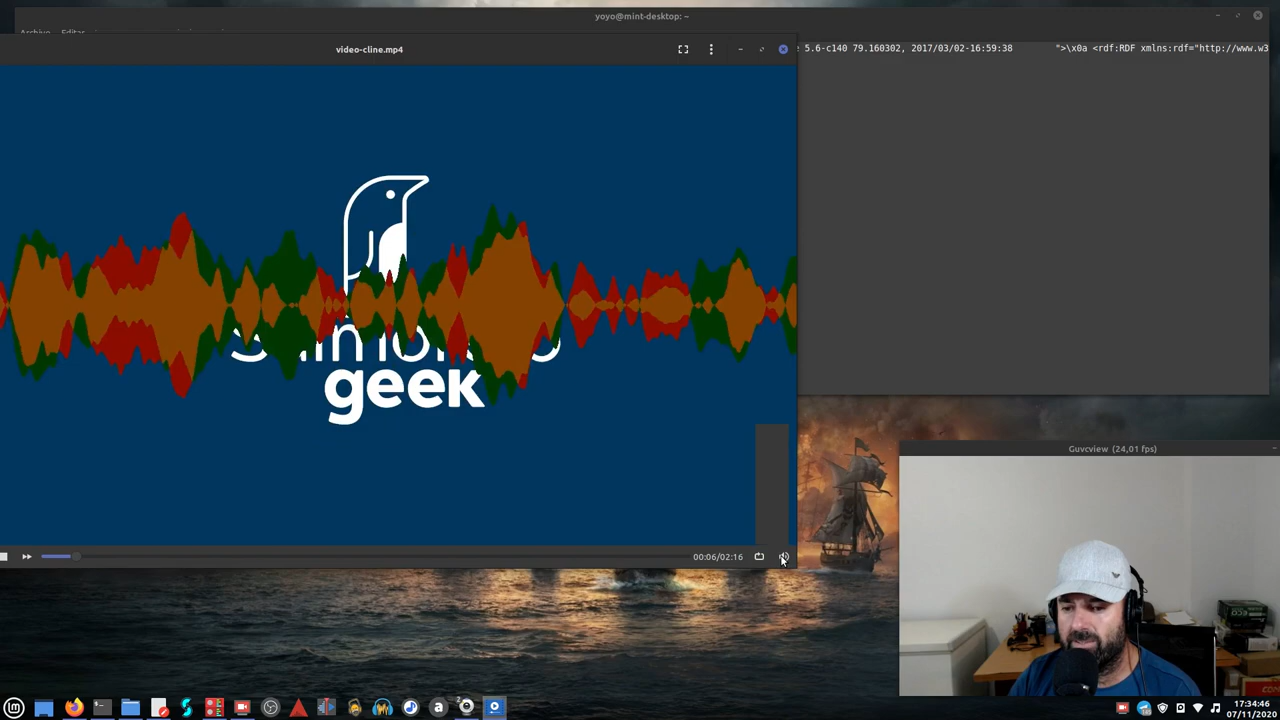 yoyo@mint-desktop: ~
Archivo Editar
video-cline.mp4
5.6-c140 79.160302, 2017/03/02-16:59:38 ">\x0a <rdf:RDF xmlns:rdf="http://www.w3
geek
00:06/02:16
Guvcview (24,01 fps)
17:34:46
07/11/2020